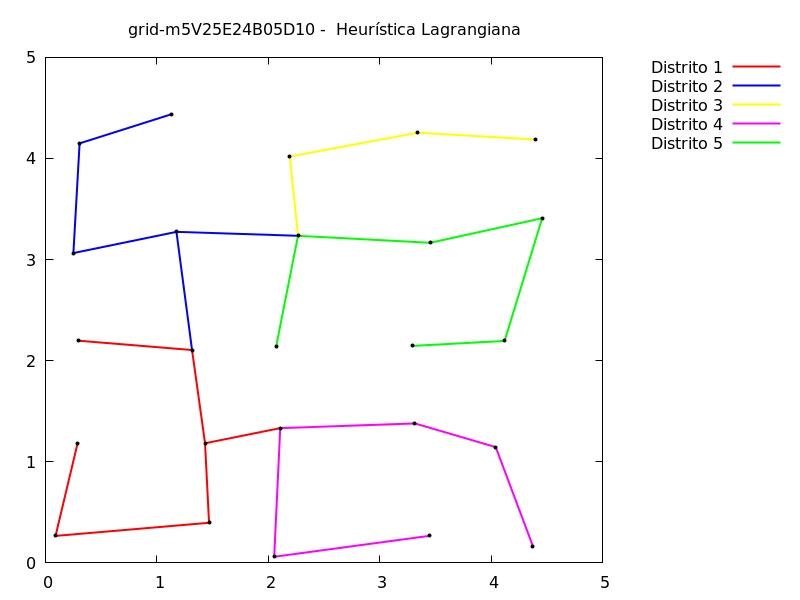 grid-m5V25E24B05D10 -  Heurística Lagrangiana
Distrito 1
Distrito 2
Distrito 3
Distrito 4
Distrito 5
5
4
3
2
1
0
0 1 2 3 4 5